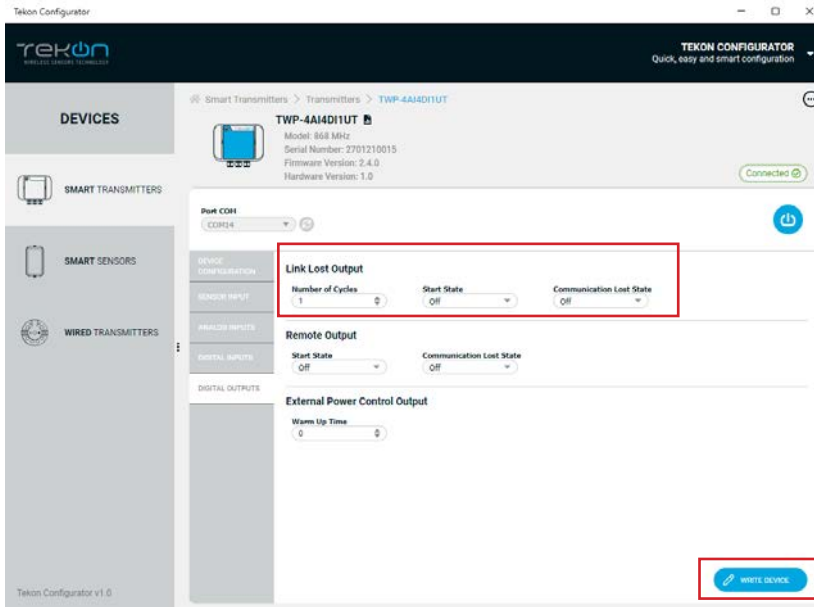 Tekon Configurator
TEKON
WIRELESS SENSORS TECHNOLOGY
TEKON CONFIGURATOR
Quick, easy and smart configuration
DEVICES
SMART TRANSMITTERS
SMART SENSORS
WIRED TRANSMITTERS
Tekon Configurator v1.0
Smart Transmitters > Transmitters > TWP-4AI4DI1UT
TWP-4AI4DI1UT
Model: 868 MHz
Serial Number: 2701210015
Firmware Version: 2.4.0
Hardware Version: 1.0
Connected
Port COM
COM14
DEVICE
CONFIGURATION
SENSOR INPUT
ANALOG INPUTS
DIGITAL INPUTS
DIGITAL OUTPUTS
Link Lost Output
Number of Cycles Start State Communication Lost State
1 Off Off
Remote Output
Start State Communication Lost State
Off Off
External Power Control Output
Warm Up Time
0
WRITE DEVICE